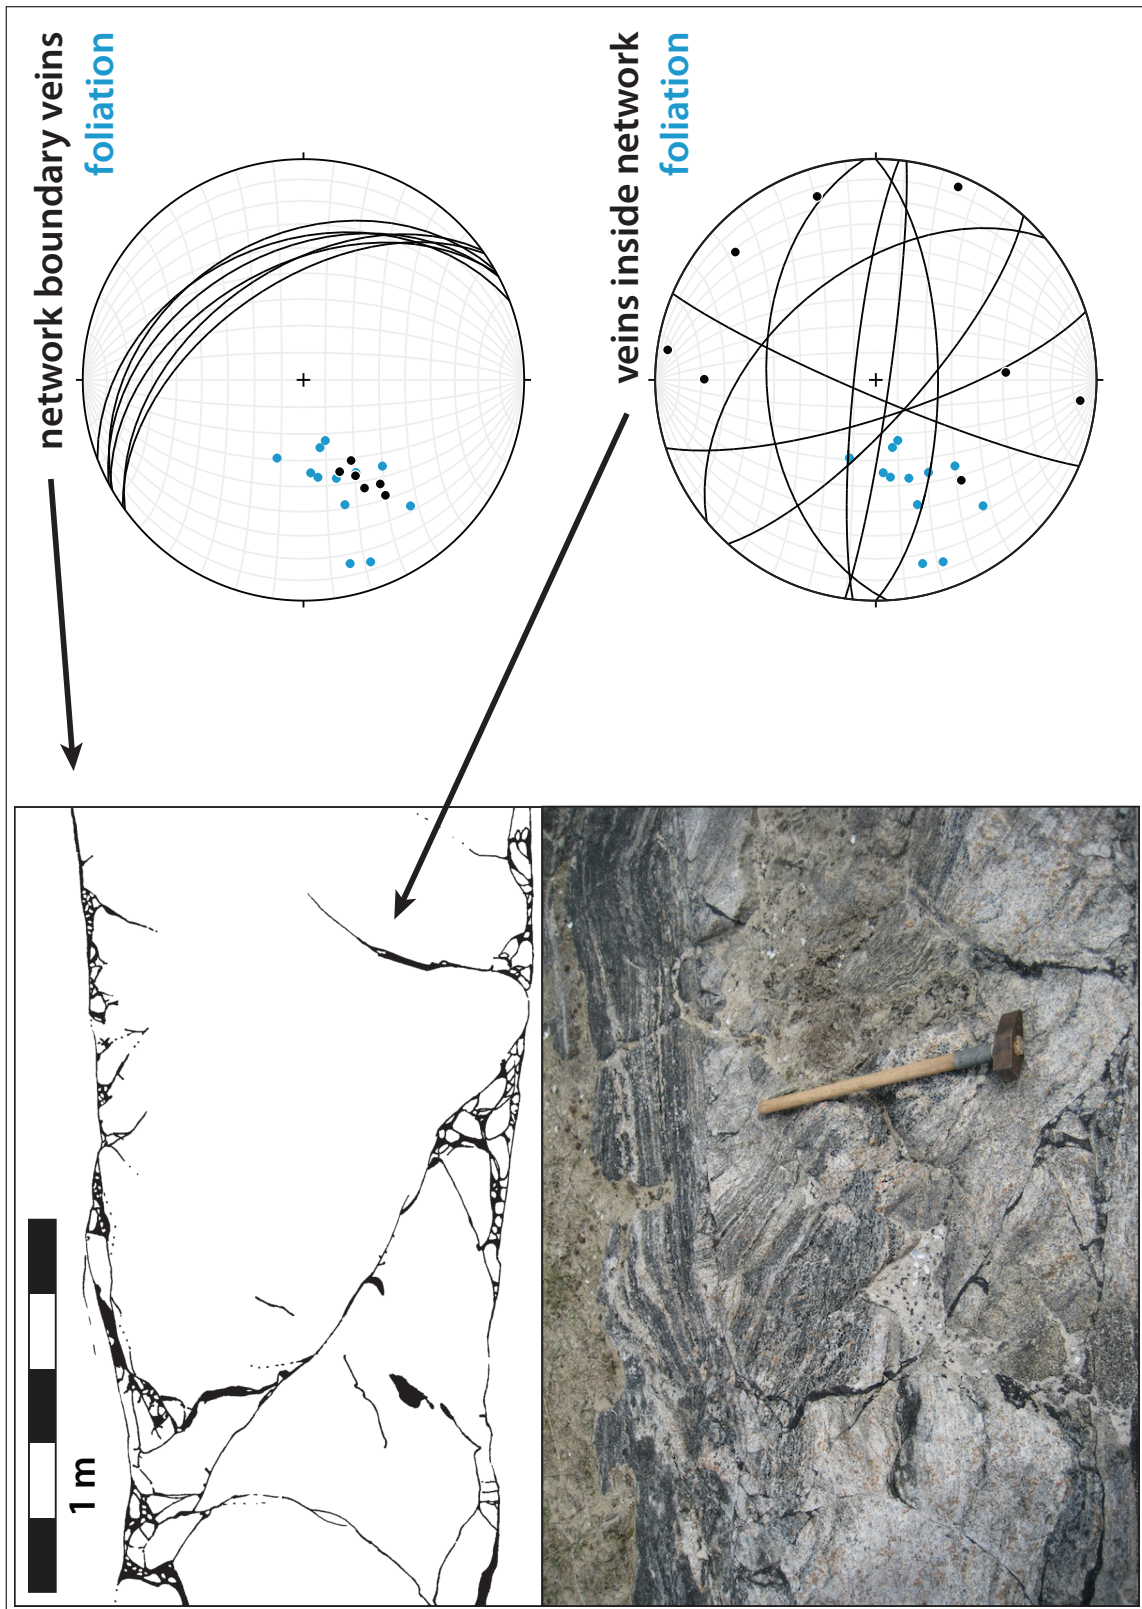 network boundary veins
foliation
veins inside network
foliation
1 m